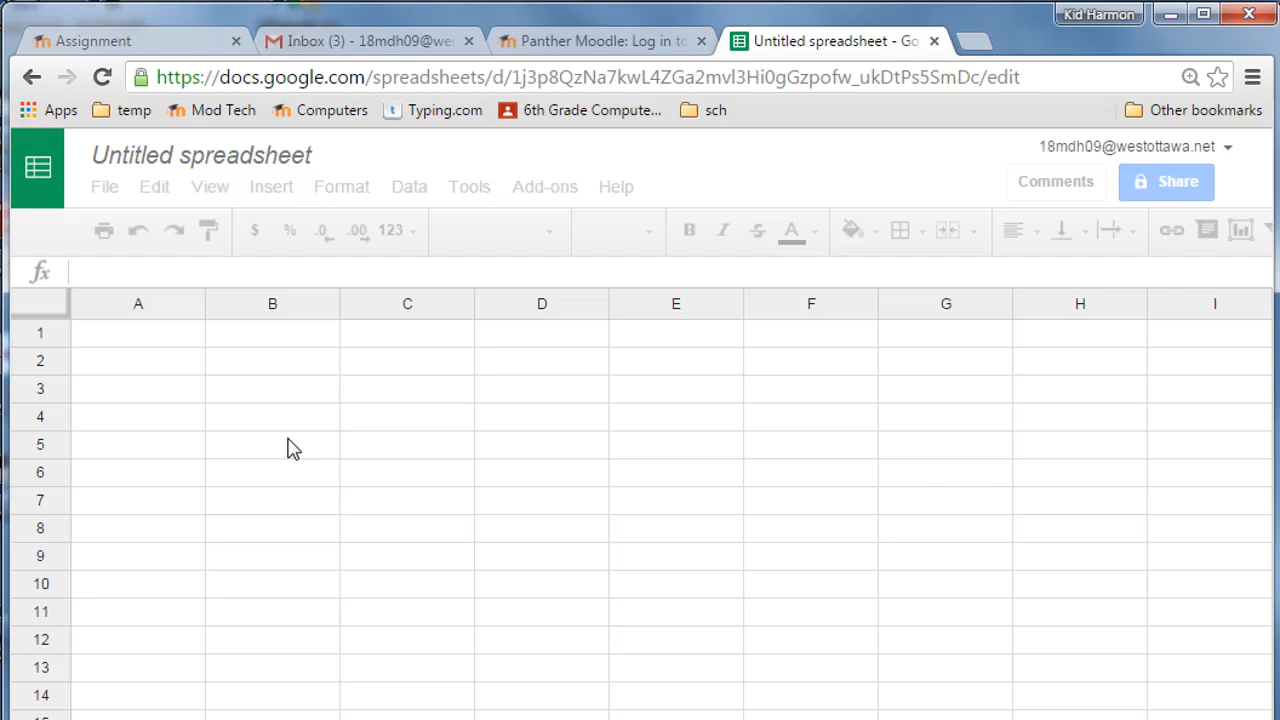 Kid Harmon
Assignment Inbox (3) - 18mdh09@we Panther Moodle: Log in to Untitled spreadsheet - Go
https://docs.google.com/spreadsheets/d/1j3p8QzNa7kwL4ZGa2mvl3Hi0gGzpofw_ukDtPs5SmDc/edit
Apps temp Mod Tech Computers t Typing.com 6th Grade Compute... sch Other bookmarks
Untitled spreadsheet 18mdh09@westottawa.net
File Edit View Insert Format Data Tools Add-ons Help Comments Share
$ % .0 .00 123 B I S A
fx
A B C D E F G H I
1
2
3
4
5
6
7
8
9
10
11
12
13
14